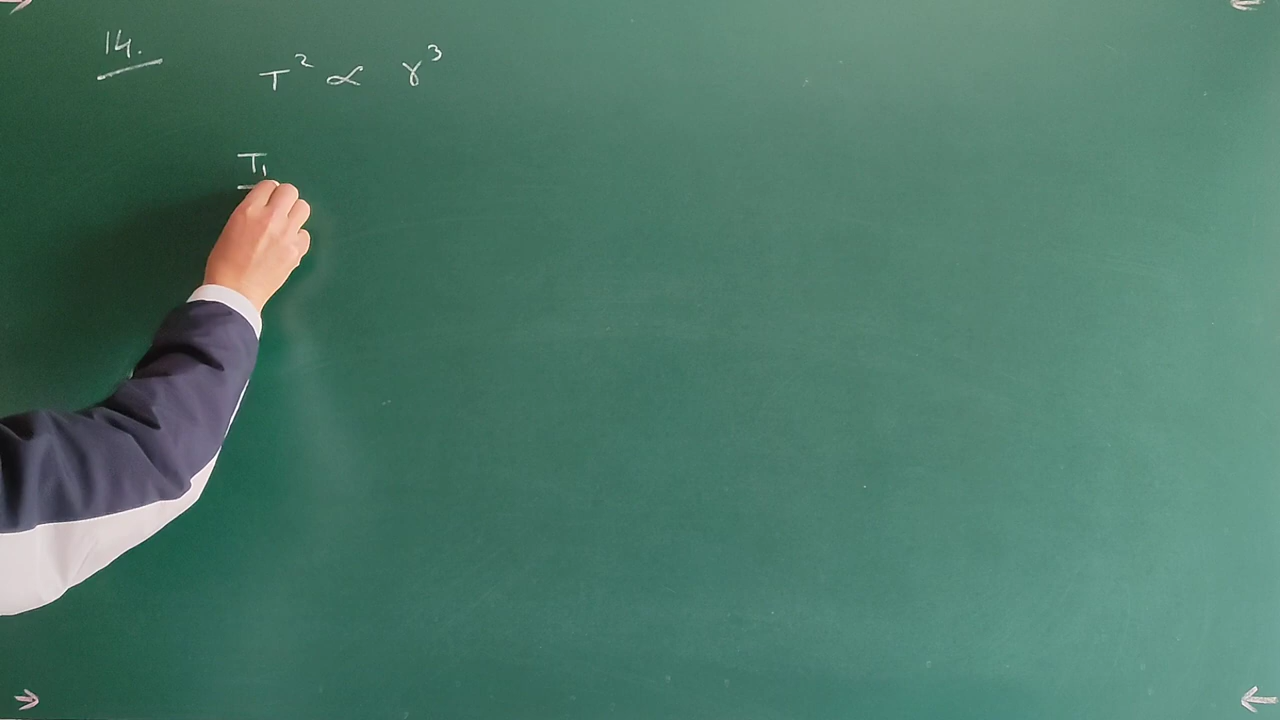 14.
T² ∝ r³
T₁